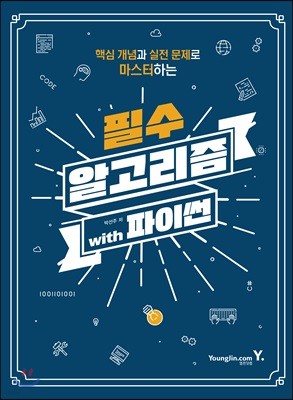 핵심 개념과 실전 문제로
마스터하는
CODE
필수
알고리즘
with 파이썬
박선주 저
1001101001
C#
YoungJin.com Y.
영진닷컴